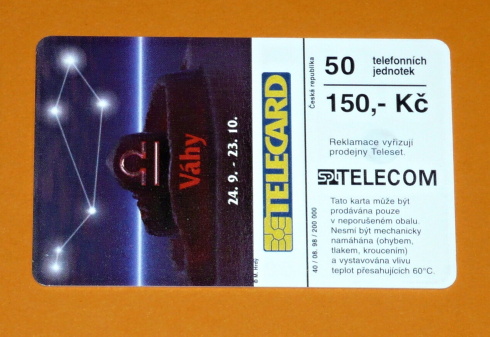 Váhy
24. 9. - 23. 10.
TELECARD
Česká republika
50 telefonních
jednotek
150,- Kč
Reklamace vyřizují
prodejny Teleset.
SPT TELECOM
Tato karta může být
prodávána pouze
v neporušeném obalu.
Nesmí být mechanicky
namáhána (ohybem,
tlakem, kroucením)
a vystavována vlivu
teplot přesahujících 60°C.
40 / 08. 98 / 200 000